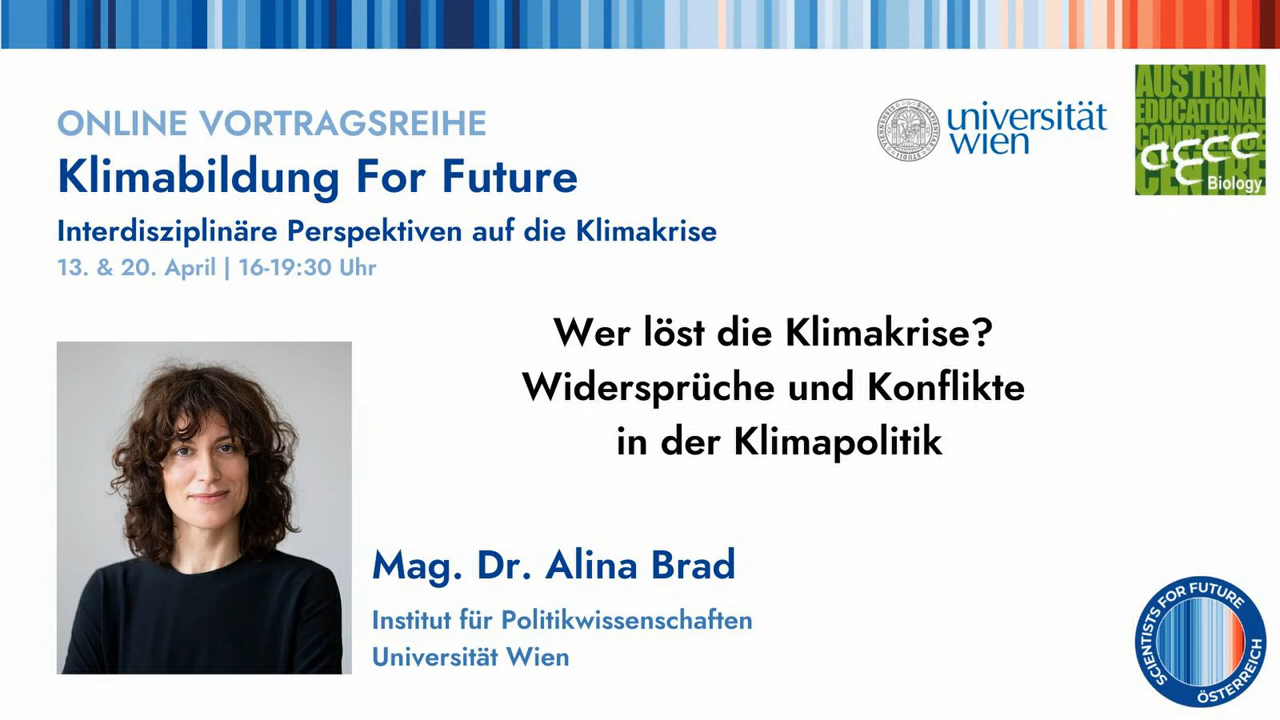 ONLINE VORTRAGSREIHE
Klimabildung For Future
Interdisziplinäre Perspektiven auf die Klimakrise
13. & 20. April | 16-19:30 Uhr
universität
wien
AUSTRIAN
EDUCATIONAL
COMPETENCE
CENTRE
aecc
Biology
Wer löst die Klimakrise?
Widersprüche und Konflikte
in der Klimapolitik
Mag. Dr. Alina Brad
Institut für Politikwissenschaften
Universität Wien
SCIENTISTS FOR FUTURE
ÖSTERREICH